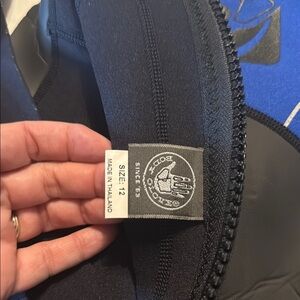 SIZE: 12
MADE IN THAILAND
BODY GLOVE
SINCE '53